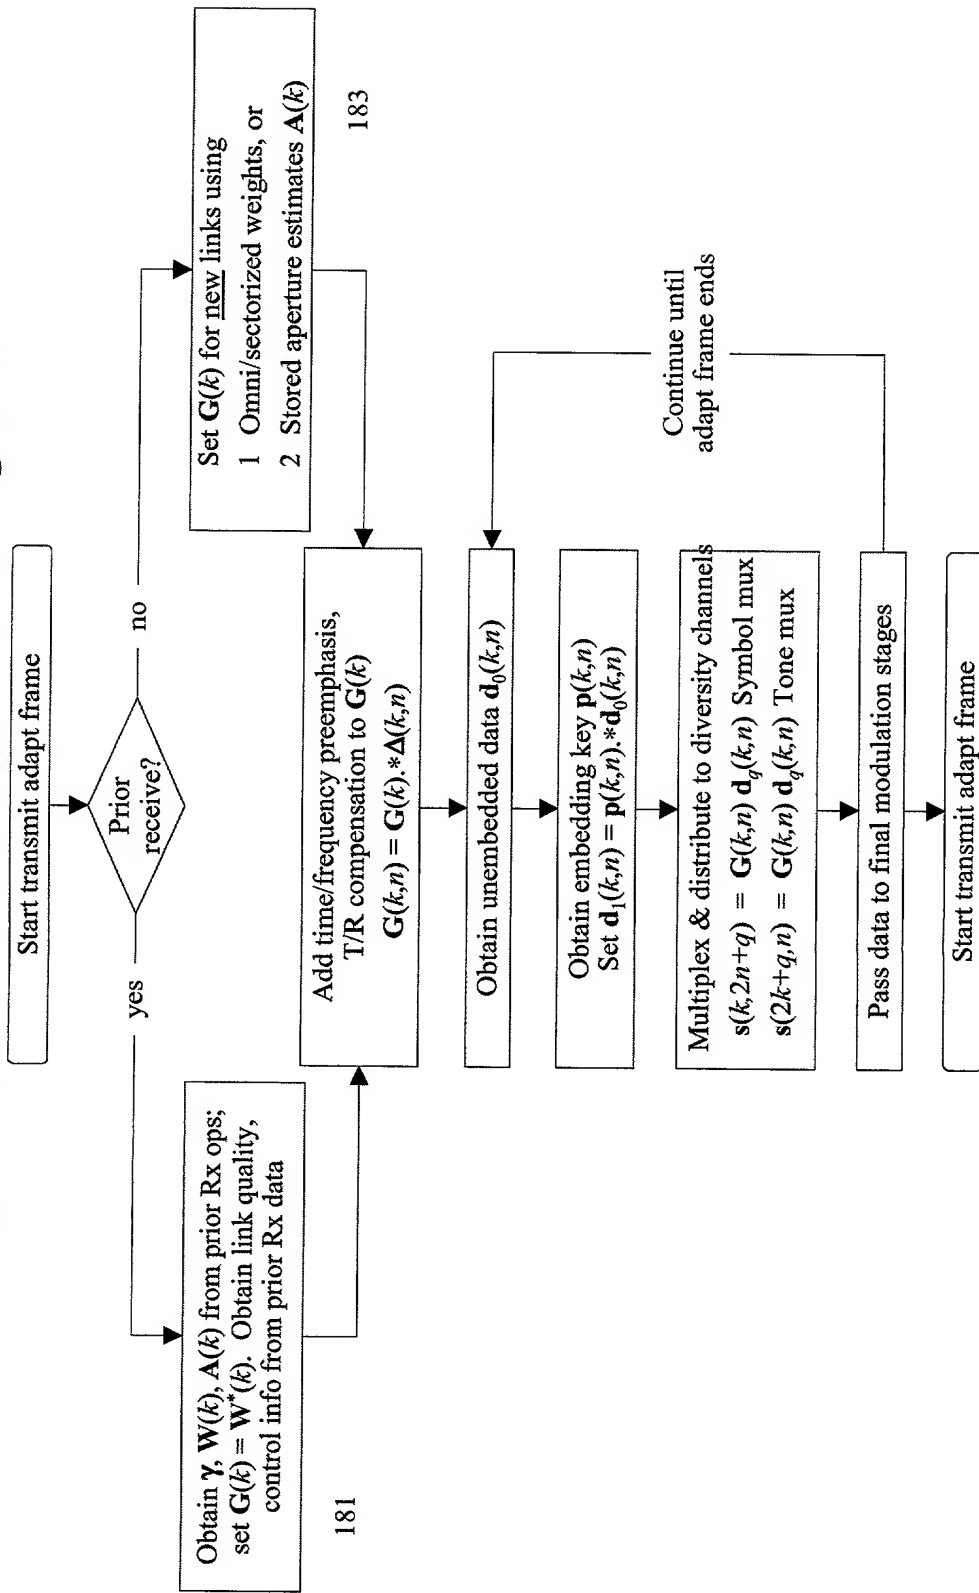 Start transmit adapt frame
Prior
receive?
yes
no
Obtain γ, W(k), A(k) from prior Rx ops;
set G(k) = W*(k). Obtain link quality,
control info from prior Rx data
181
Set G(k) for new links using
1 Omni/sectorized weights, or
2 Stored aperture estimates A(k)
183
Add time/frequency preemphasis,
T/R compensation to G(k)
G(k,n) = G(k).*Δ(k,n)
Obtain unembedded data d₀(k,n)
Obtain embedding key p(k,n)
Set d₁(k,n) = p(k,n).*d₀(k,n)
Multiplex & distribute to diversity channels
s(k,2n+q) = G(k,n) d_q(k,n) Symbol mux
s(2k+q,n) = G(k,n) d_q(k,n) Tone mux
Continue until
adapt frame ends
Pass data to final modulation stages
Start transmit adapt frame